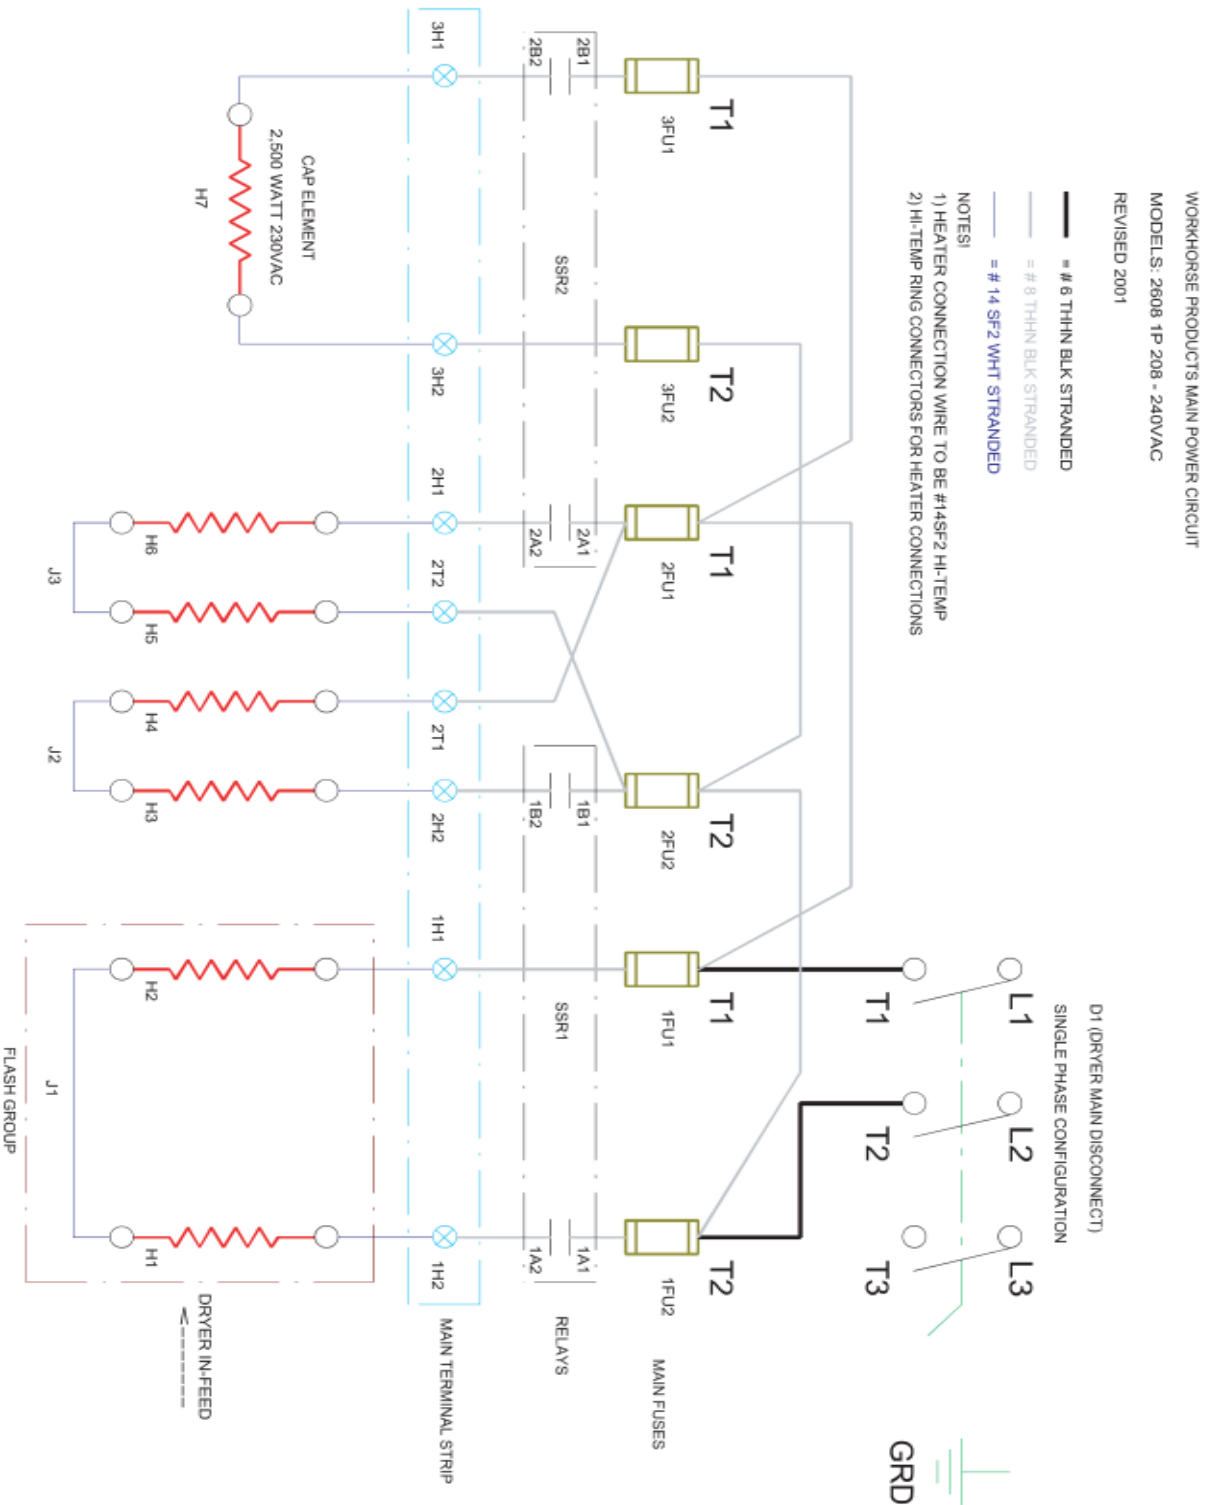 WORKHORSE PRODUCTS MAIN POWER CIRCUIT
MODELS: 2608 1P 208 - 240VAC
REVISED 2001
= # 6 THHN BLK STRANDED
= # 8 THHN BLK STRANDED
= # 14 SF2 WHT STRANDED
NOTES!
1) HEATER CONNECTION WIRE TO BE #14SF2 HI-TEMP
2) HI-TEMP RING CONNECTORS FOR HEATER CONNECTIONS
D1 (DRYER MAIN DISCONNECT)
SINGLE PHASE CONFIGURATION
L1
L2
L3
T1
T2
T3
GRD
T1
T2
T1
T2
T1
T2
3FU1
3FU2
2FU1
2FU2
1FU1
1FU2
MAIN FUSES
2B1
2A1
1B1
1A1
SSR2
SSR1
RELAYS
2B2
2A2
1B2
1A2
3H1
3H2
2H1
2T2
2T1
2H2
1H1
1H2
MAIN TERMINAL STRIP
CAP ELEMENT
2,500 WATT 230VAC
H7
DRYER IN-FEED
H6
H5
H4
H3
H2
H1
J3
J2
J1
FLASH GROUP